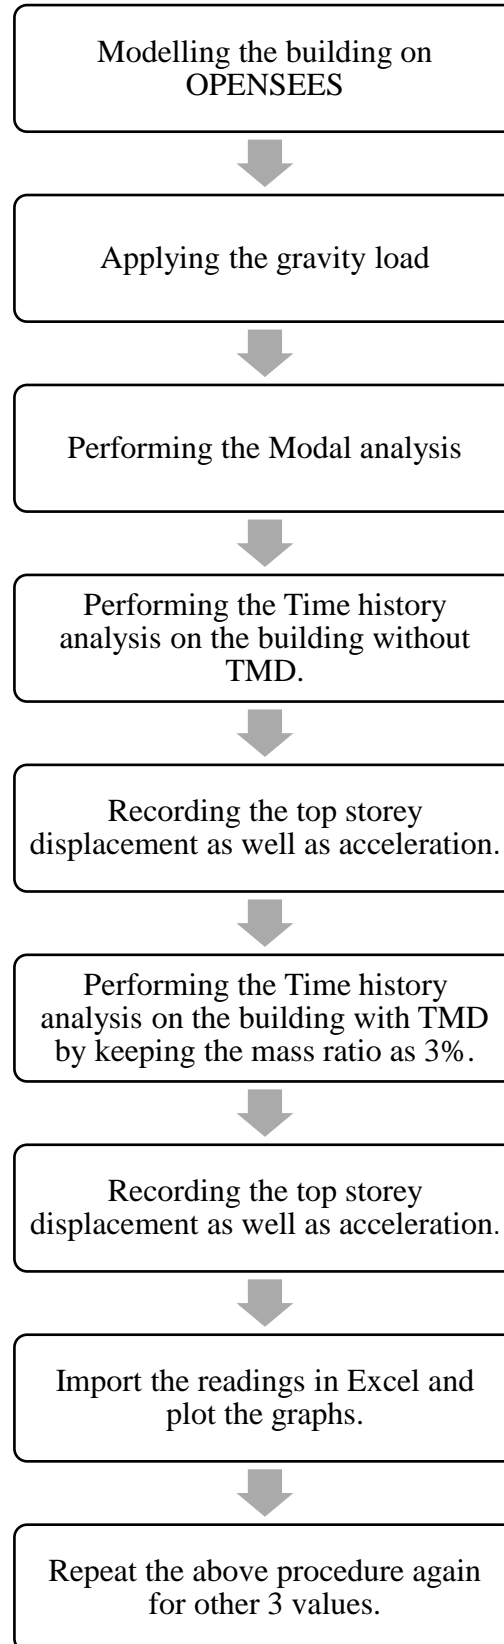 Modelling the building on
OPENSEES
Applying the gravity load
Performing the Modal analysis
Performing the Time history
analysis on the building without
TMD.
Recording the top storey
displacement as well as acceleration.
Performing the Time history
analysis on the building with TMD
by keeping the mass ratio as 3%.
Recording the top storey
displacement as well as acceleration.
Import the readings in Excel and
plot the graphs.
Repeat the above procedure again
for other 3 values.